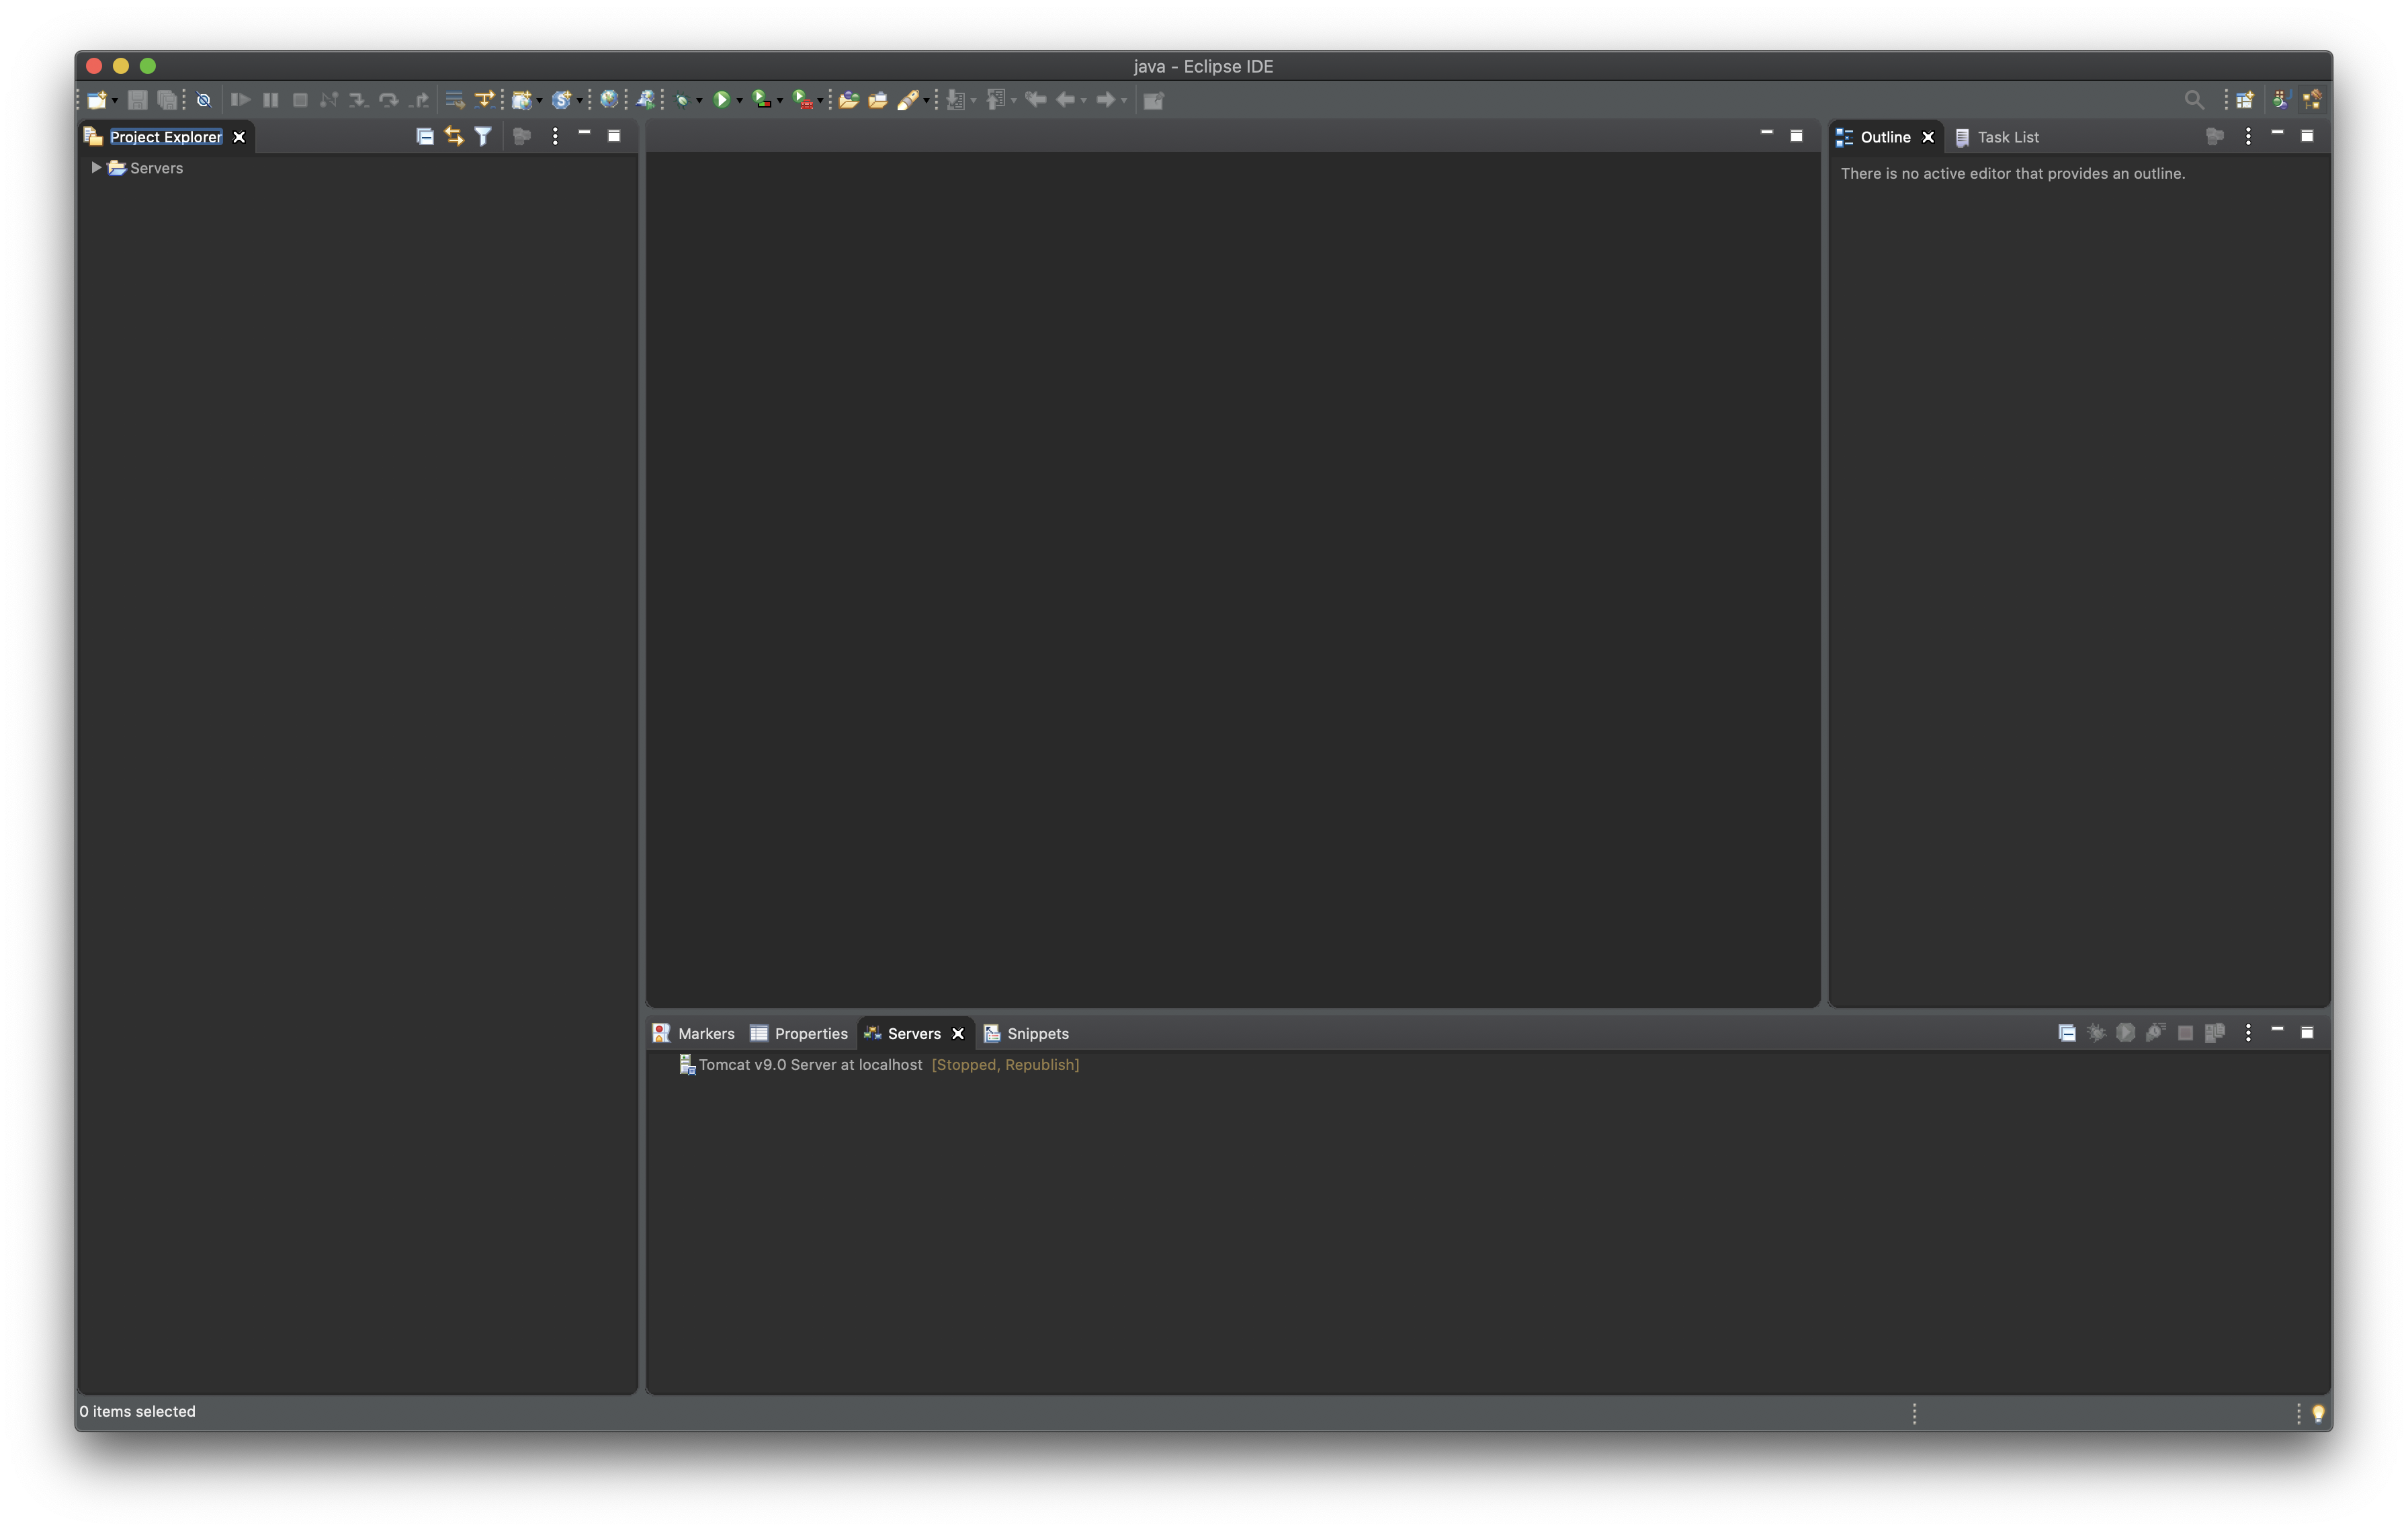 java - Eclipse IDE
Project Explorer
Servers
Outline
Task List
There is no active editor that provides an outline.
Markers
Properties
Servers
Snippets
Tomcat v9.0 Server at localhost [Stopped, Republish]
0 items selected